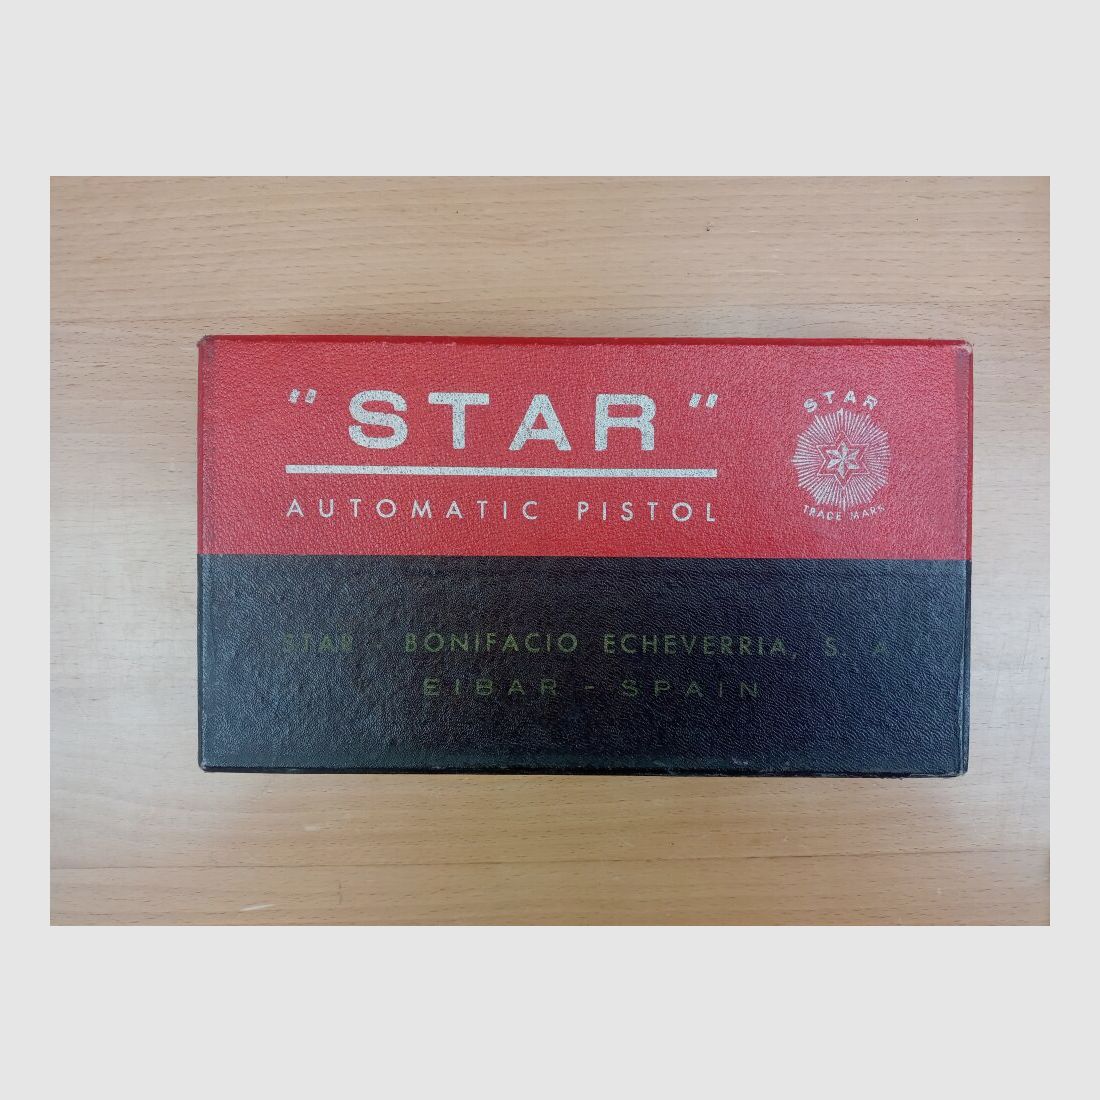 "STAR"
AUTOMATIC PISTOL
STAR
TRADE MARK
STAR - BONIFACIO ECHEVERRIA, S. A.
EIBAR - SPAIN